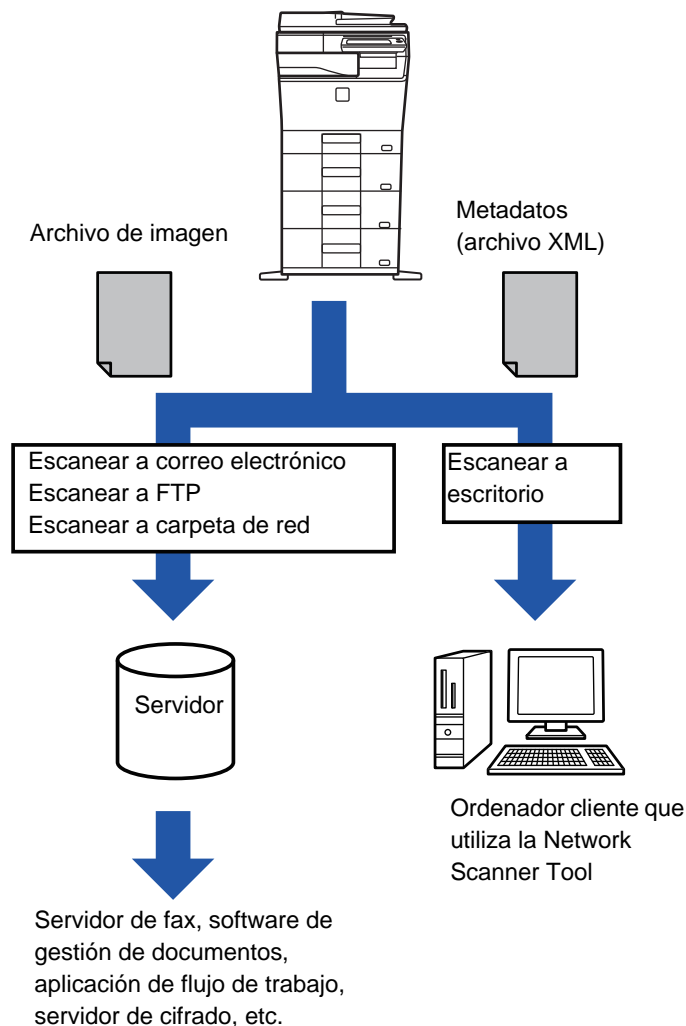 Archivo de imagen
Metadatos
(archivo XML)
Escanear a correo electrónico
Escanear a FTP
Escanear a carpeta de red
Escanear a
escritorio
Servidor
Ordenador cliente que
utiliza la Network
Scanner Tool
Servidor de fax, software de
gestión de documentos,
aplicación de flujo de trabajo,
servidor de cifrado, etc.